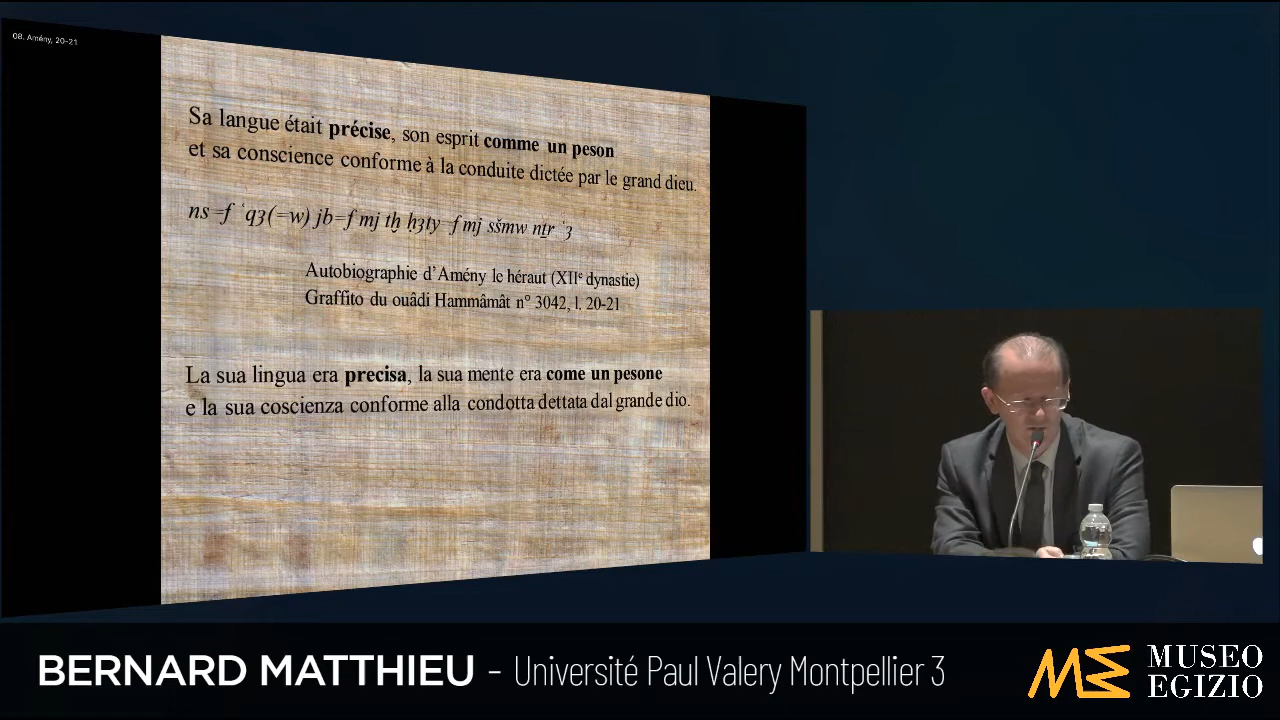 08. Amény, 20-21
Sa langue était précise, son esprit comme un peson
et sa conscience conforme à la conduite dictée par le grand dieu.
ns=f ʿqȝ(=w) jb=f mj tḫ ḥȝty=f mj sšmw nṯr ʿȝ
Autobiographie d’Amény le héraut (XIIᵉ dynastie)
Graffito du ouâdi Hammâmât n° 3042, l. 20-21
La sua lingua era precisa, la sua mente era come un pesone
e la sua coscienza conforme alla condotta dettata dal grande dio.
BERNARD MATTHIEU - Université Paul Valery Montpellier 3
MUSEO
EGIZIO